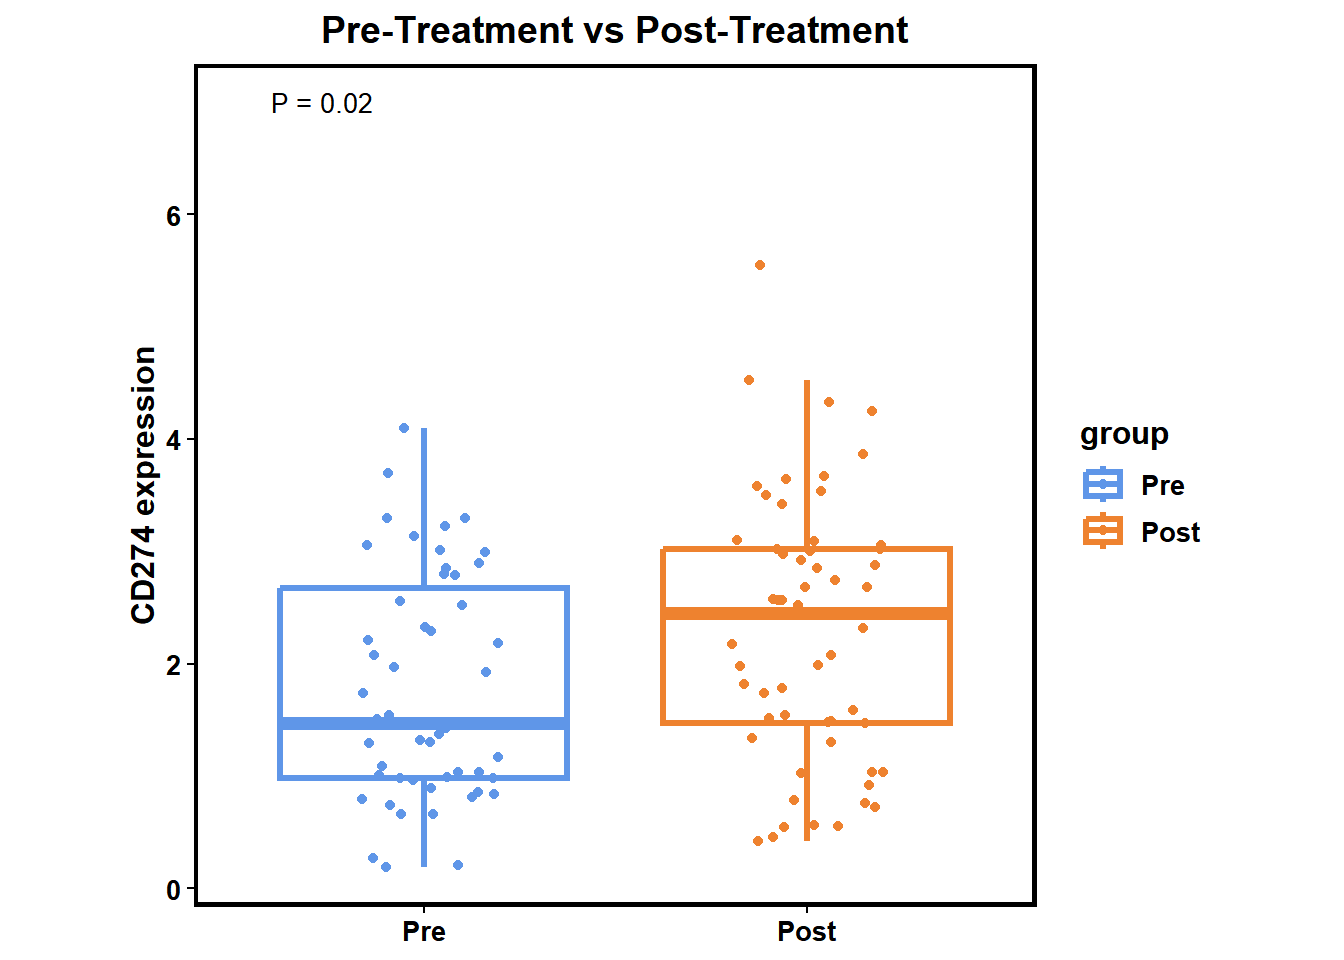 Pre-Treatment vs Post-Treatment
P = 0.02
6
4
2
0
CD274 expression
Pre
Post
group
Pre
Post